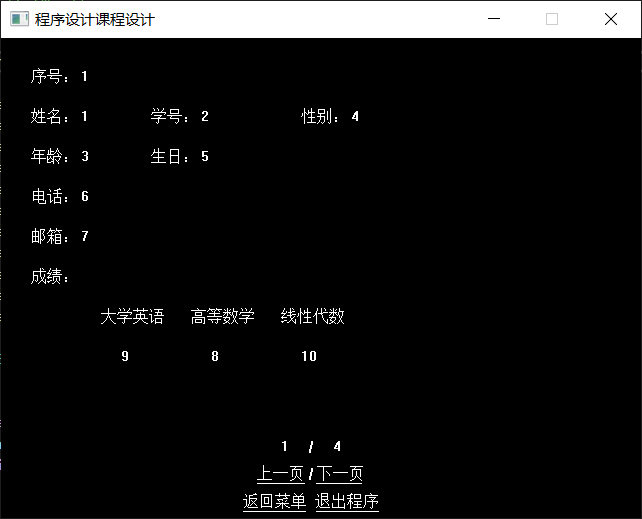 程序设计课程设计
序号：1
姓名：1 学号：2 性别：4
年龄：3 生日：5
电话：6
邮箱：7
成绩：
大学英语 高等数学 线性代数
9 8 10
1 / 4
上一页 / 下一页
返回菜单 退出程序